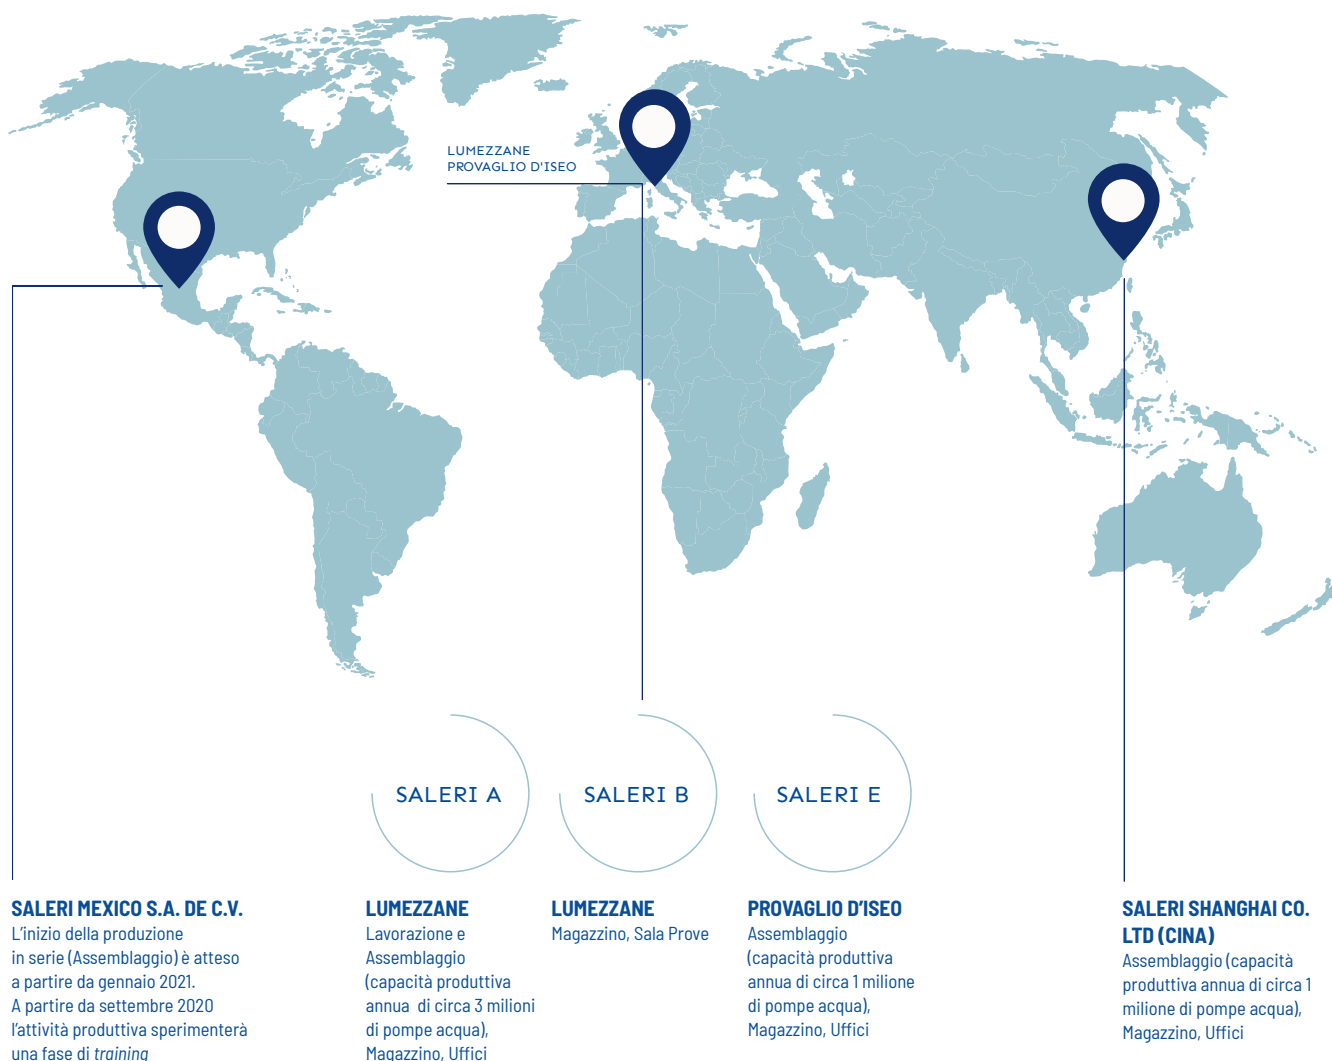 LUMEZZANE
PROVAGLIO D'ISEO
SALERI A
SALERI B
SALERI E
SALERI MEXICO S.A. DE C.V.
L'inizio della produzione
in serie (Assemblaggio) è atteso
a partire da gennaio 2021.
A partire da settembre 2020
l'attività produttiva sperimenterà
una fase di training
LUMEZZANE
Lavorazione e
Assemblaggio
(capacità produttiva
annua di circa 3 milioni
di pompe acqua),
Magazzino, Uffici
LUMEZZANE
Magazzino, Sala Prove
PROVAGLIO D'ISEO
Assemblaggio
(capacità produttiva
annua di circa 1 milione
di pompe acqua),
Magazzino, Uffici
SALERI SHANGHAI CO.
LTD (CINA)
Assemblaggio (capacità
produttiva annua di circa 1
milione di pompe acqua),
Magazzino, Uffici